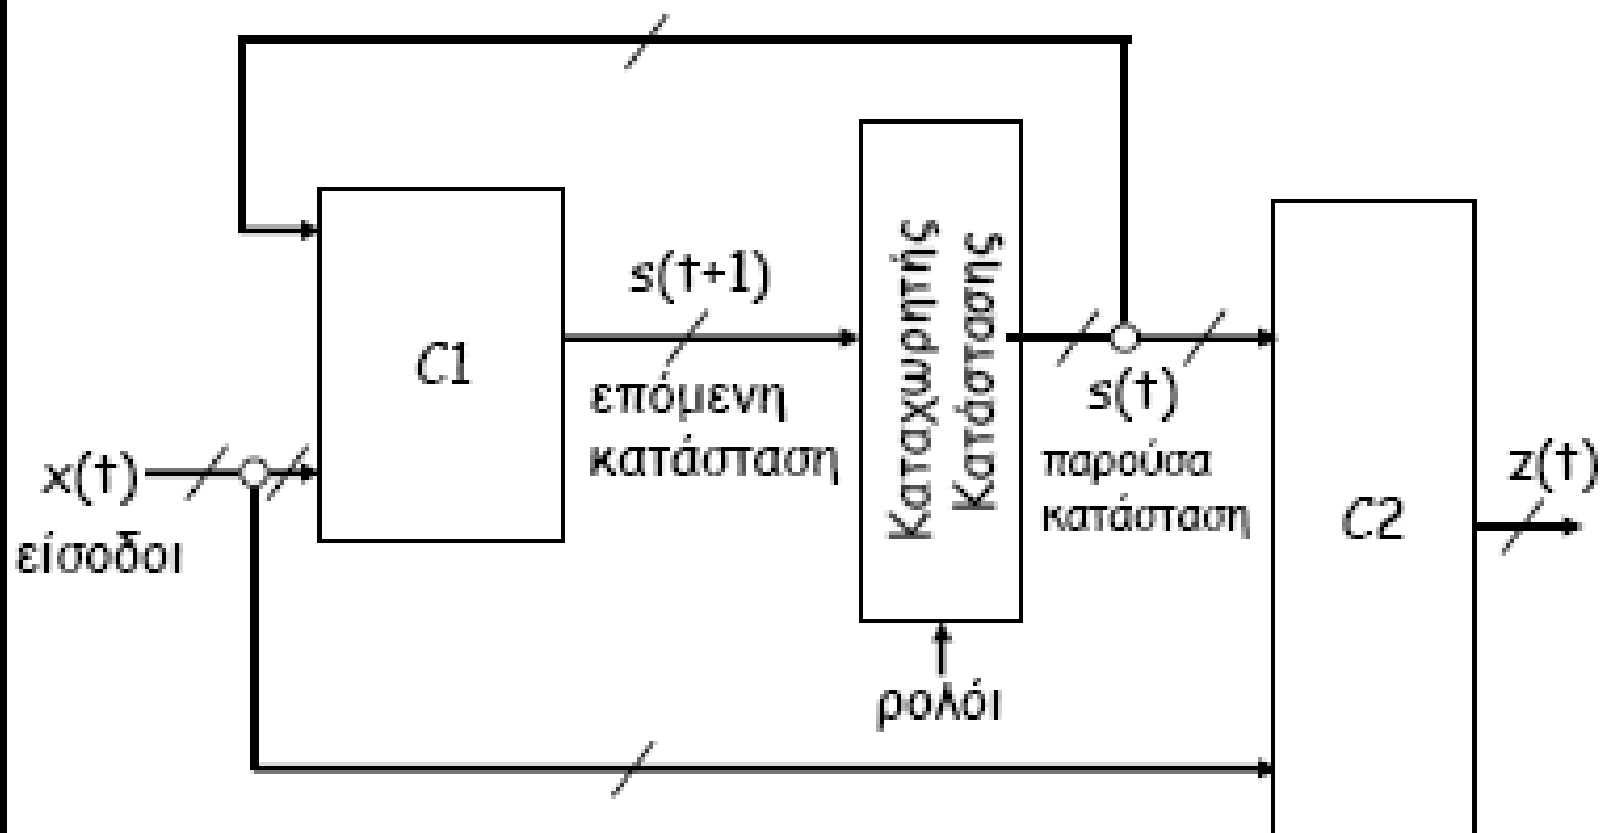 C1
s(t+1)
επόμενη
κατάσταση
Καταχωρητής
Κατάστασης
s(t)
παρούσα
κατάσταση
x(t)
είσοδοι
C2
z(t)
ρολόι